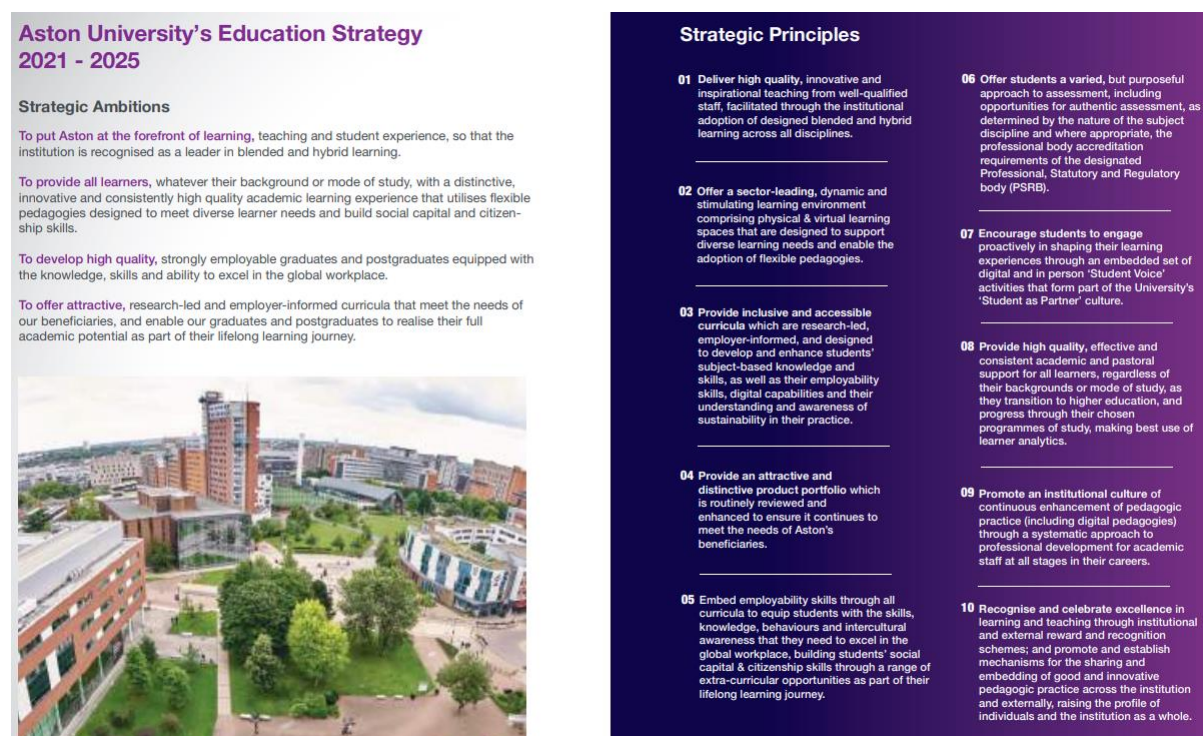 Aston University's Education Strategy
2021 - 2025
Strategic Ambitions
To put Aston at the forefront of learning, teaching and student experience, so that the
institution is recognised as a leader in blended and hybrid learning.
To provide all learners, whatever their background or mode of study, with a distinctive,
innovative and consistently high quality academic learning experience that utilises flexible
pedagogies designed to meet diverse learner needs and build social capital and citizen-
ship skills.
To develop high quality, strongly employable graduates and postgraduates equipped with
the knowledge, skills and ability to excel in the global workplace.
To offer attractive, research-led and employer-informed curricula that meet the needs of
our beneficiaries, and enable our graduates and postgraduates to realise their full
academic potential as part of their lifelong learning journey.
Strategic Principles
01 Deliver high quality, innovative and
inspirational teaching from well-qualified
staff, facilitated through the institutional
adoption of designed blended and hybrid
learning across all disciplines.
02 Offer a sector-leading, dynamic and
stimulating learning environment
comprising physical & virtual learning
spaces that are designed to support
diverse learning needs and enable the
adoption of flexible pedagogies.
03 Provide inclusive and accessible
curricula which are research-led,
employer-informed, and designed
to develop and enhance students'
subject-based knowledge and
skills, as well as their employability
skills, digital capabilities and their
understanding and awareness of
sustainability in their practice.
04 Provide an attractive and
distinctive product portfolio which
is routinely reviewed and
enhanced to ensure it continues to
meet the needs of Aston's
beneficiaries.
05 Embed employability skills through all
curricula to equip students with the skills,
knowledge, behaviours and intercultural
awareness that they need to excel in the
global workplace, building students' social
capital & citizenship skills through a range of
extra-curricular opportunities as part of their
lifelong learning journey.
06 Offer students a varied, but purposeful
approach to assessment, including
opportunities for authentic assessment, as
determined by the nature of the subject
discipline and where appropriate, the
professional body accreditation
requirements of the designated
Professional, Statutory and Regulatory
body (PSRB).
07 Encourage students to engage
proactively in shaping their learning
experiences through an embedded set of
digital and in person 'Student Voice'
activities that form part of the University's
'Student as Partner' culture.
08 Provide high quality, effective and
consistent academic and pastoral
support for all learners, regardless of
their backgrounds or mode of study, as
they transition to higher education, and
progress through their chosen
programmes of study, making best use of
learner analytics.
09 Promote an institutional culture of
continuous enhancement of pedagogic
practice (including digital pedagogies)
through a systematic approach to
professional development for academic
staff at all stages in their careers.
10 Recognise and celebrate excellence in
learning and teaching through institutional
and external reward and recognition
schemes; and promote and establish
mechanisms for the sharing and
embedding of good and innovative
pedagogic practice across the institution
and externally, raising the profile of
individuals and the institution as a whole.